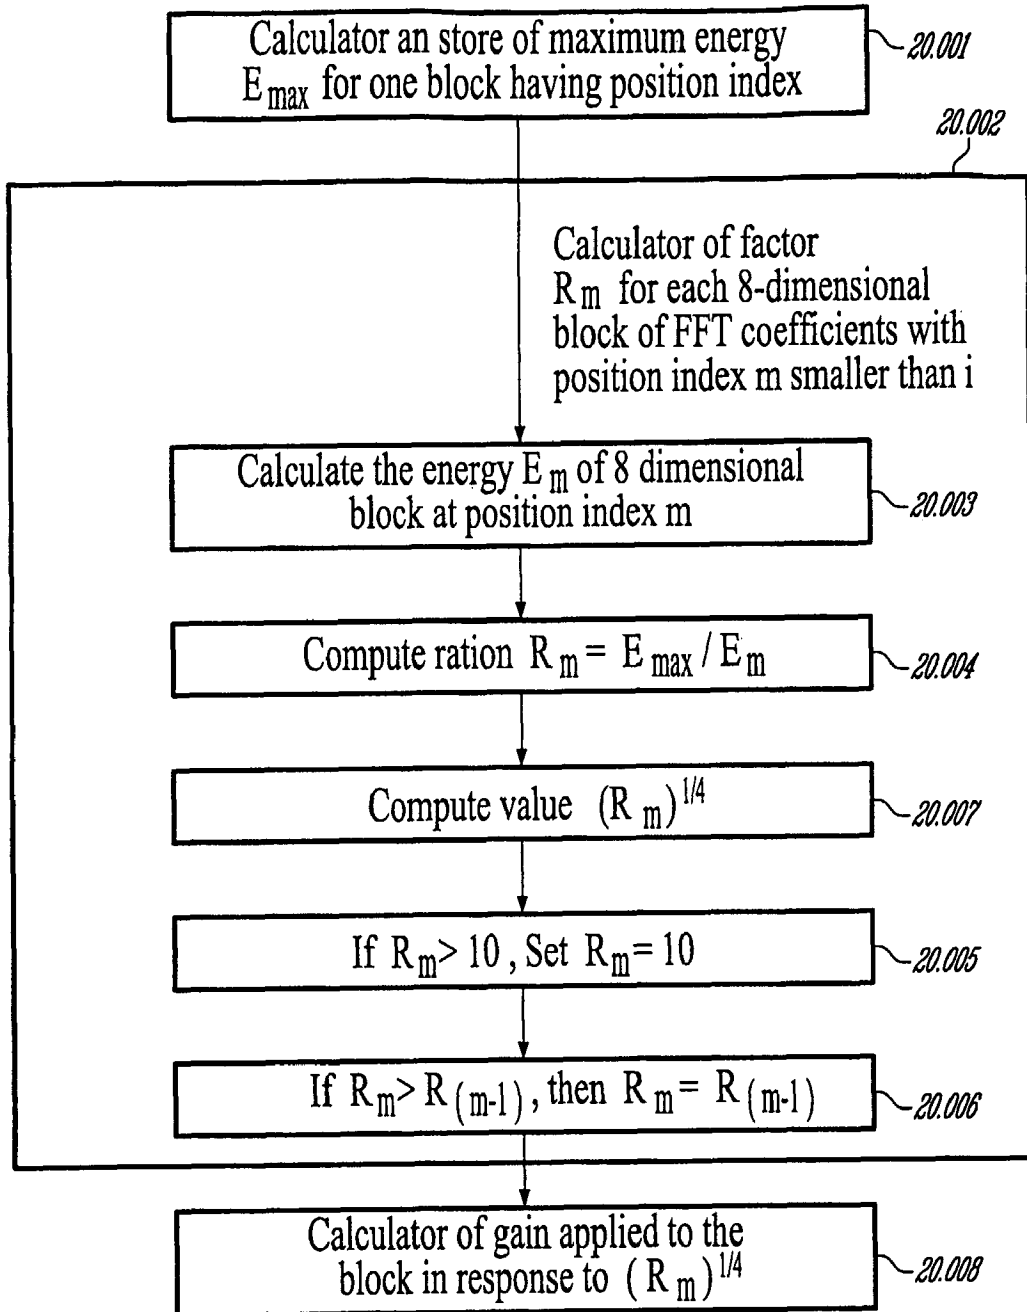 Calculator an store of maximum energy
E max for one block having position index
20.001
20.002
Calculator of factor
R m for each 8-dimensional
block of FFT coefficients with
position index m smaller than i
Calculate the energy E m of 8 dimensional
block at position index m
20.003
Compute ration R m = E max / E m
20.004
Compute value (R m) 1/4
20.007
If R m > 10 , Set R m = 10
20.005
If R m > R (m-1) , then R m = R (m-1)
20.006
Calculator of gain applied to the
block in response to (R m) 1/4
20.008